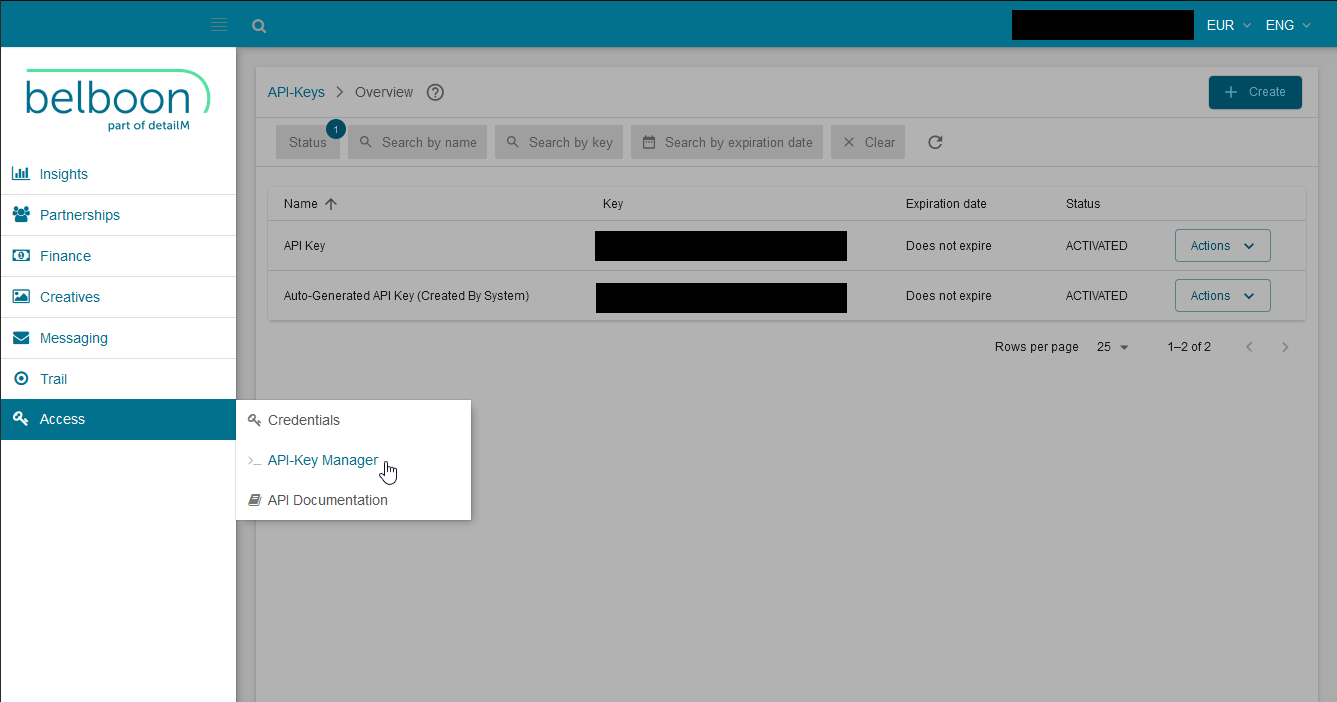 EUR ENG
belboon
part of detailM
API-Keys Overview ?
Create
Status 1 Search by name Search by key Search by expiration date Clear
Insights
Partnerships
Finance
Creatives
Messaging
Trail
Access
Name Key Expiration date Status
API Key Does not expire ACTIVATED Actions
Auto-Generated API Key (Created By System) Does not expire ACTIVATED Actions
Rows per page 25 1–2 of 2
Credentials
API-Key Manager
API Documentation